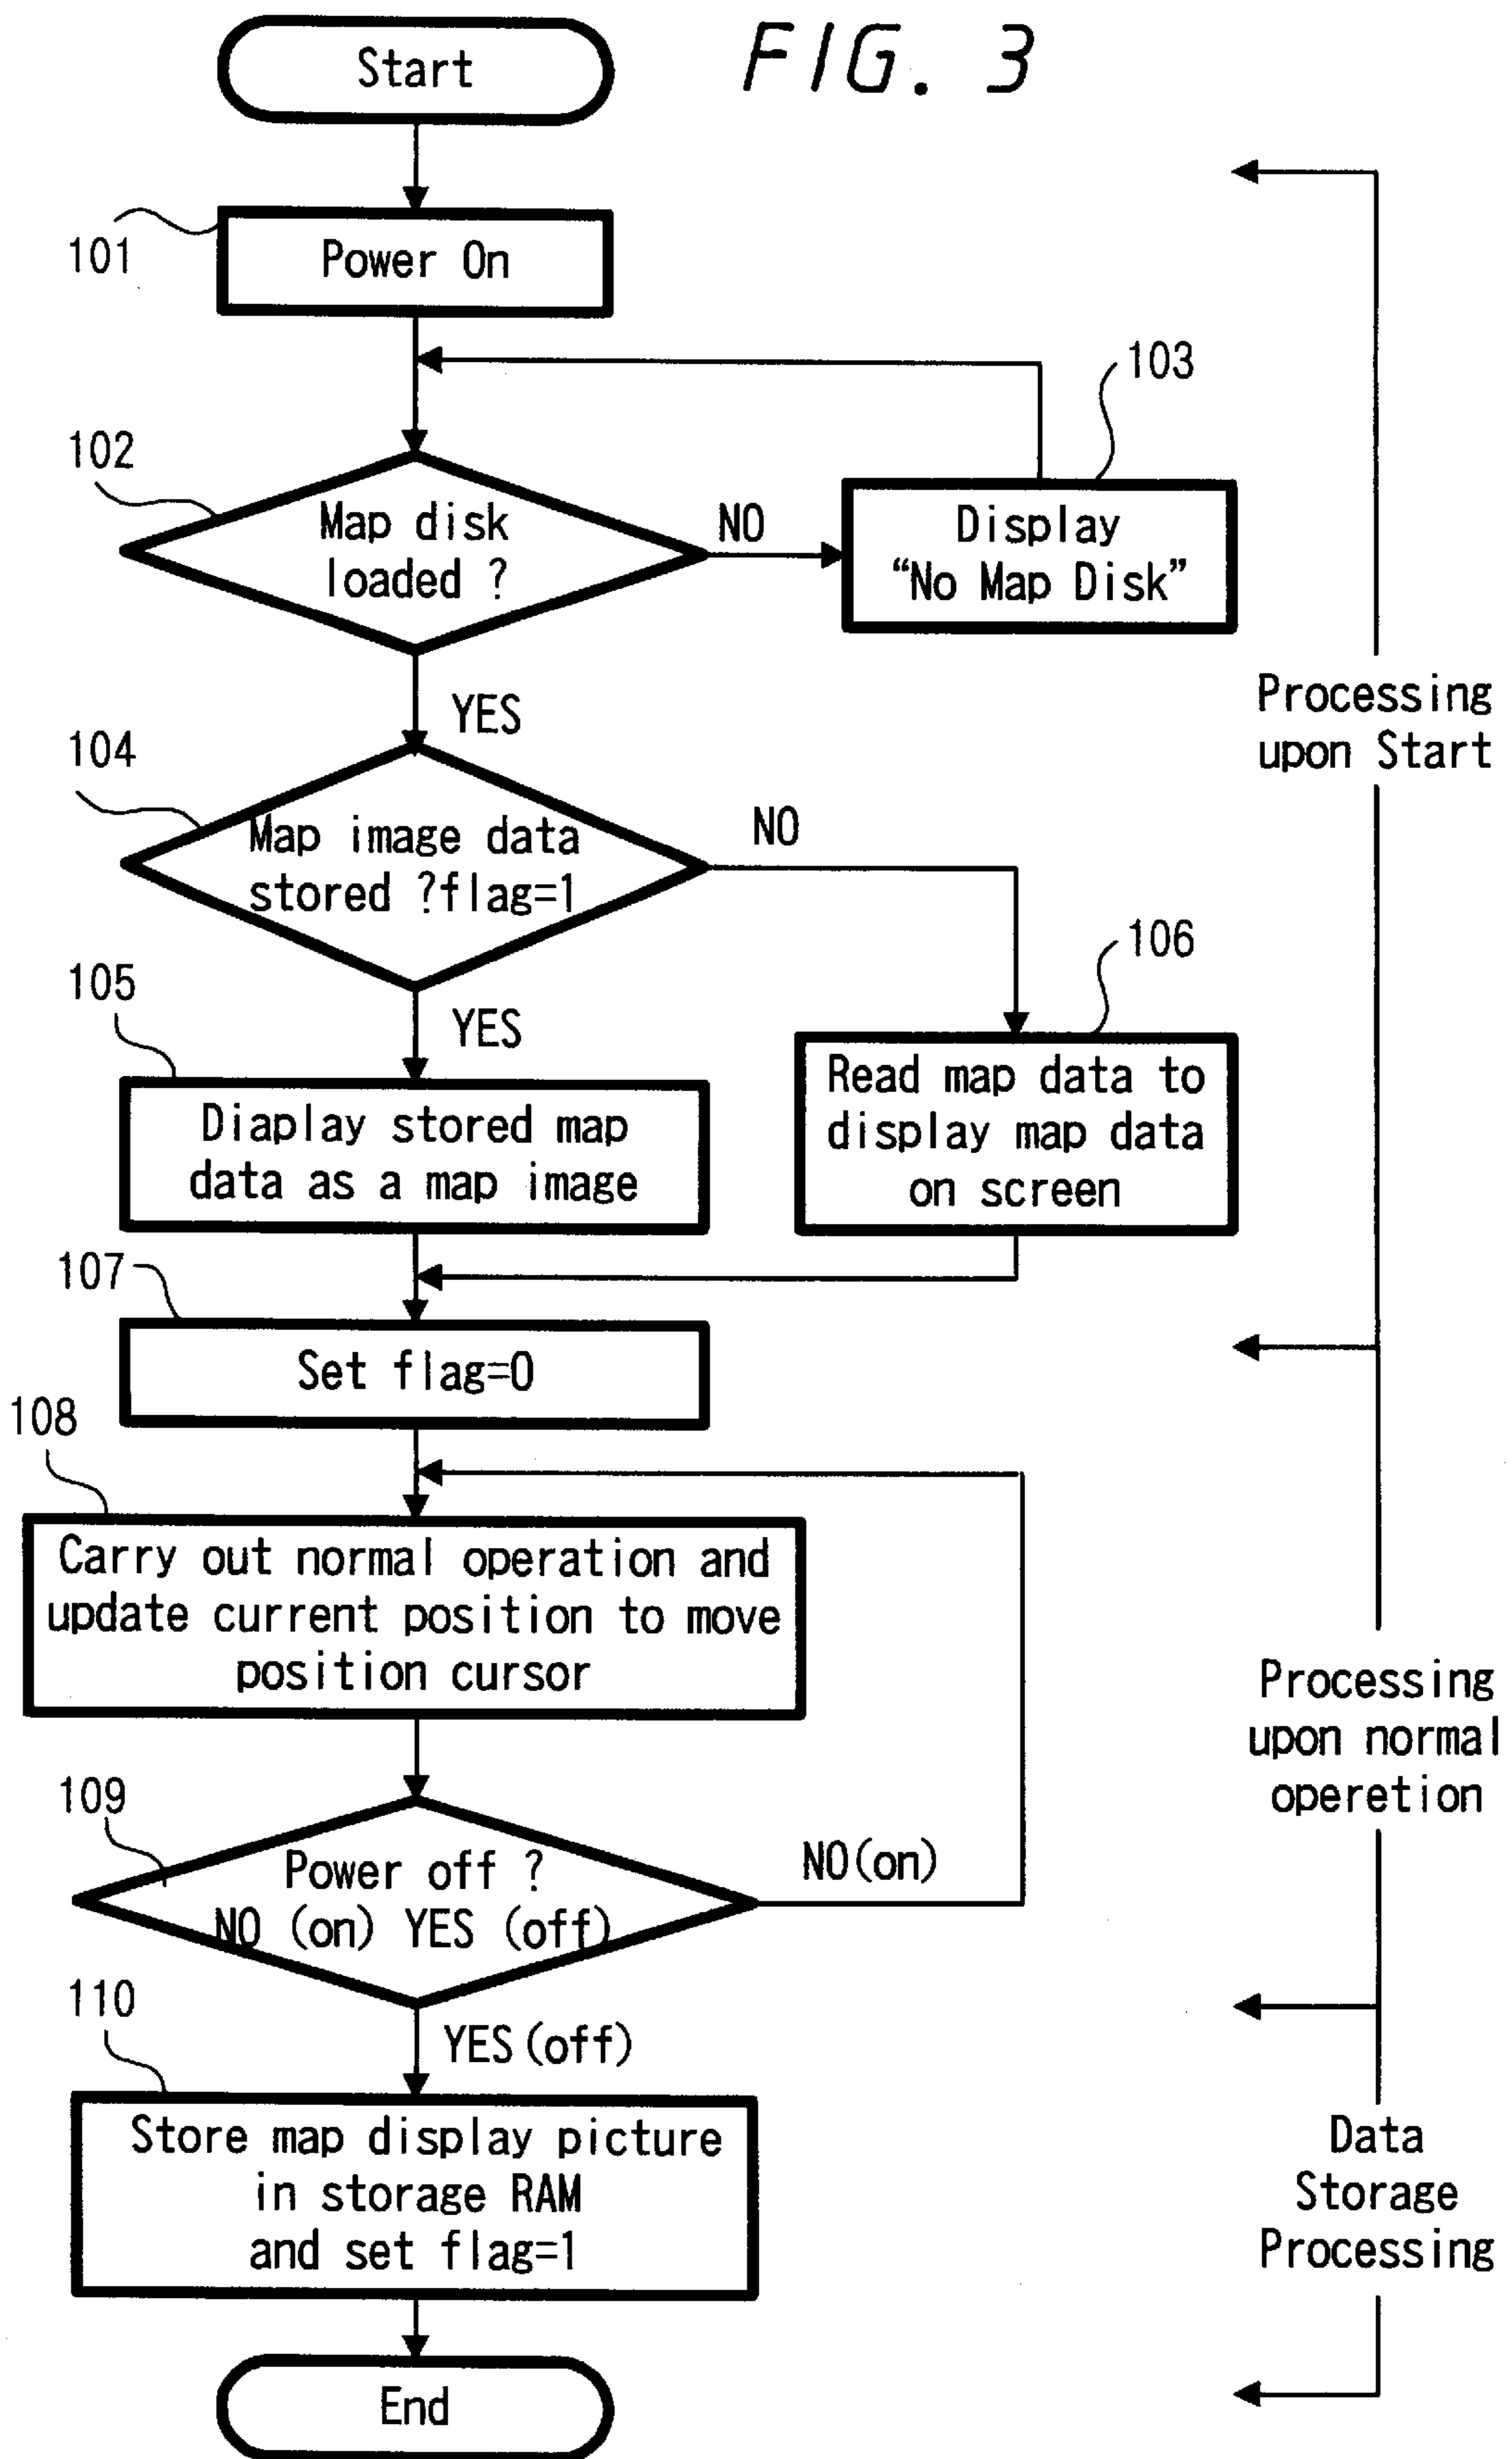 FIG. 3
Start
101
Power On
103
102
Map disk
loaded ?
NO
Display
“No Map Disk”
YES
Processing
upon Start
104
Map image data
stored ?flag=1
NO
105
YES
106
Diaplay stored map
data as a map image
Read map data to
display map data
on screen
107
Set flag=0
108
Carry out normal operation and
update current position to move
position cursor
Processing
upon normal
operetion
109
Power off ?
NO (on) YES (off)
NO(on)
110
YES(off)
Store map display picture
in storage RAM
and set flag=1
Data
Storage
Processing
End